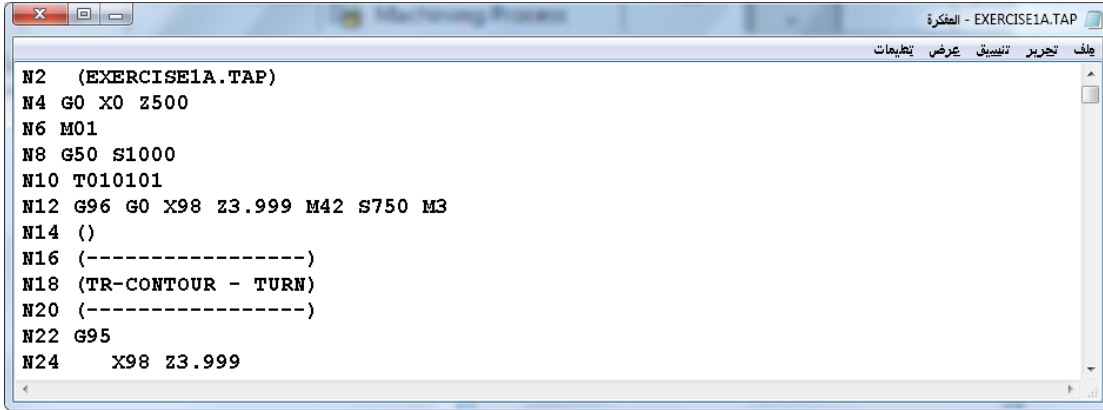 Machining Process
EXERCISE1A.TAP - المفكرة
ملف تحرير تنسيق عرض تعليمات
N2 (EXERCISE1A.TAP)
N4 G0 X0 Z500
N6 M01
N8 G50 S1000
N10 T010101
N12 G96 G0 X98 Z3.999 M42 S750 M3
N14 ()
N16 (-----------------)
N18 (TR-CONTOUR - TURN)
N20 (-----------------)
N22 G95
N24 X98 Z3.999